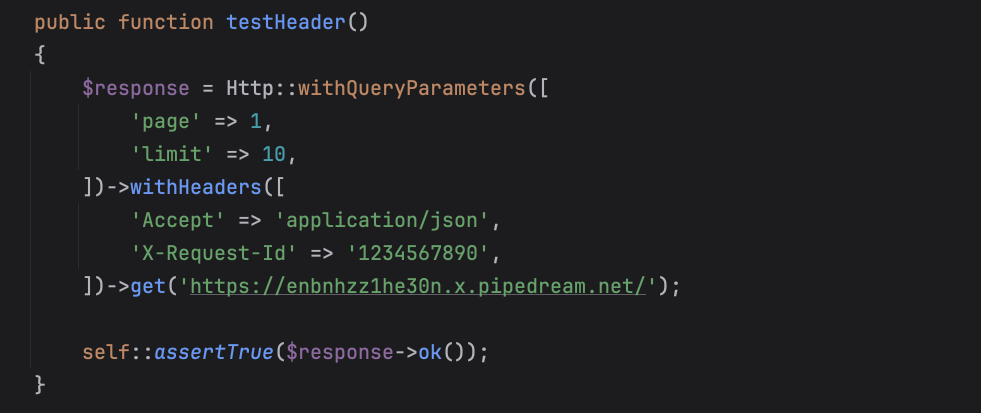 public function testHeader()
{
    $response = Http::withQueryParameters([
        'page' => 1,
        'limit' => 10,
    ])->withHeaders([
        'Accept' => 'application/json',
        'X-Request-Id' => '1234567890',
    ])->get('https://enbnhzz1he30n.x.pipedream.net/');

    self::assertTrue($response->ok());
}